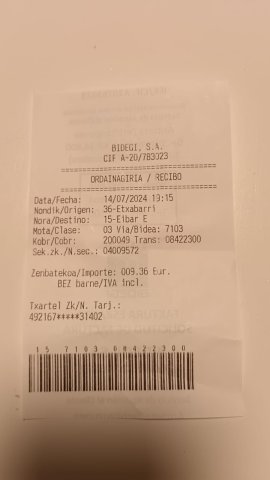 BIDEGI, S.A.
CIF A-20/783023
ORDAINAGIRIA / RECIBO
Data/Fecha: 14/07/2024 19:15
Nondik/Origen: 36-Etxabarri
Nora/Destino: 15-Eibar E
Mota/Clase: 03 Via/Bidea: 7103
Kobr/Cobr: 200049 Trans: 08422300
Sek.zk./N.sec.: 04009572
Zenbatekoa/Importe: 009.36 Eur.
BEZ barne/IVA incl.
Txartel Zk/N. Tarj.:
492167*****31402
15 7103 08422300